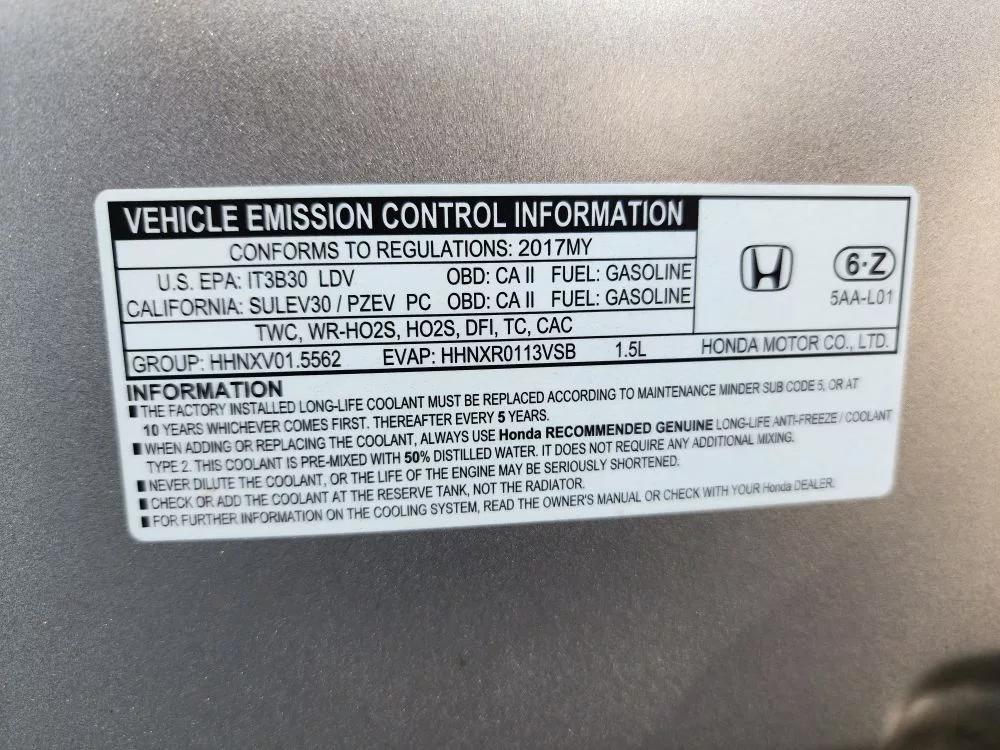 VEHICLE EMISSION CONTROL INFORMATION
CONFORMS TO REGULATIONS: 2017MY
U.S. EPA: IT3B30 LDV OBD: CA II FUEL: GASOLINE
CALIFORNIA: SULEV30 / PZEV PC OBD: CA II FUEL: GASOLINE
TWC, WR-HO2S, HO2S, DFI, TC, CAC
GROUP: HHNXV01.5562 EVAP: HHNXR0113VSB 1.5L
6·Z
5AA-L01
HONDA MOTOR CO., LTD.
INFORMATION
■ THE FACTORY INSTALLED LONG-LIFE COOLANT MUST BE REPLACED ACCORDING TO MAINTENANCE MINDER SUB CODE 5, OR AT
10 YEARS WHICHEVER COMES FIRST. THEREAFTER EVERY 5 YEARS.
■ WHEN ADDING OR REPLACING THE COOLANT, ALWAYS USE Honda RECOMMENDED GENUINE LONG-LIFE ANTI-FREEZE / COOLANT
TYPE 2. THIS COOLANT IS PRE-MIXED WITH 50% DISTILLED WATER. IT DOES NOT REQUIRE ANY ADDITIONAL MIXING.
■ NEVER DILUTE THE COOLANT, OR THE LIFE OF THE ENGINE MAY BE SERIOUSLY SHORTENED.
■ CHECK OR ADD THE COOLANT AT THE RESERVE TANK, NOT THE RADIATOR.
■ FOR FURTHER INFORMATION ON THE COOLING SYSTEM, READ THE OWNER'S MANUAL OR CHECK WITH YOUR Honda DEALER.